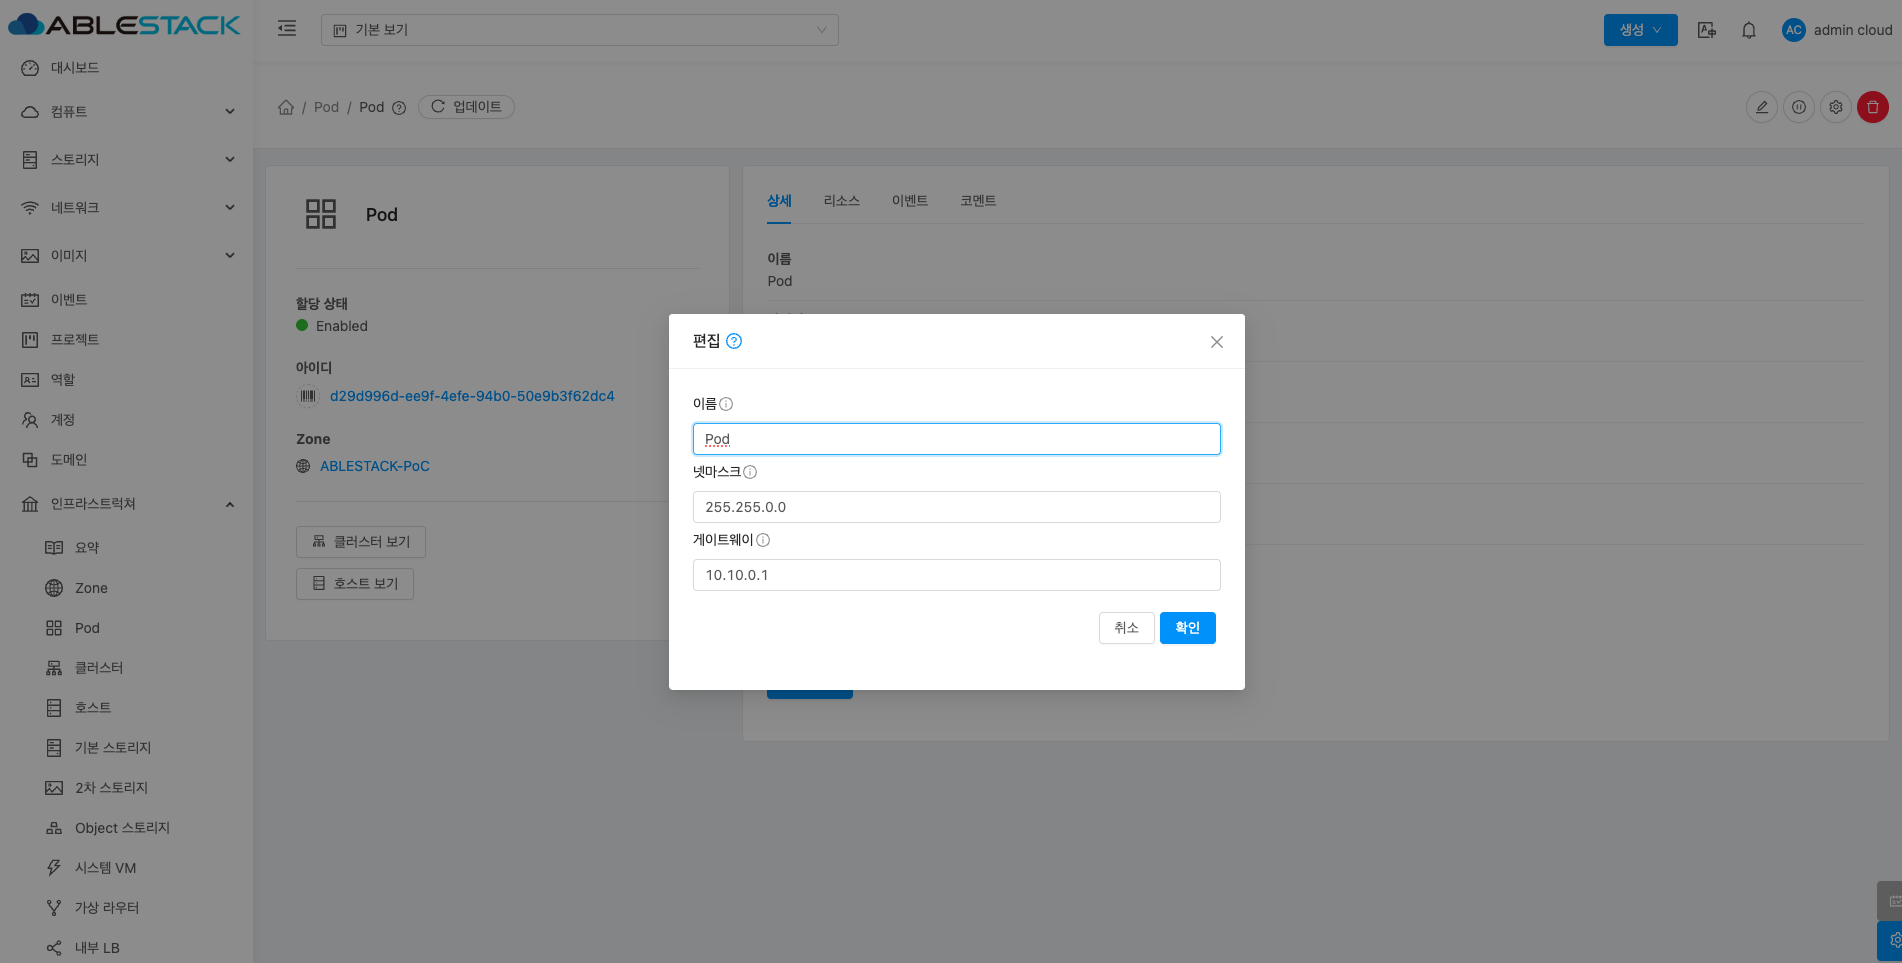 ABLESTACK
기본 보기
생성
AC
admin cloud
대시보드
컴퓨트
스토리지
네트워크
이미지
이벤트
프로젝트
역할
계정
도메인
인프라스트럭쳐
요약
Zone
Pod
클러스터
호스트
기본 스토리지
2차 스토리지
Object 스토리지
시스템 VM
가상 라우터
내부 LB
/ Pod / Pod
업데이트
Pod
할당 상태
Enabled
아이디
d29d996d-ee9f-4efe-94b0-50e9b3f62dc4
Zone
ABLESTACK-PoC
클러스터 보기
호스트 보기
상세
리소스
이벤트
코멘트
이름
Pod
편집
이름
Pod
넷마스크
255.255.0.0
게이트웨이
10.10.0.1
취소
확인